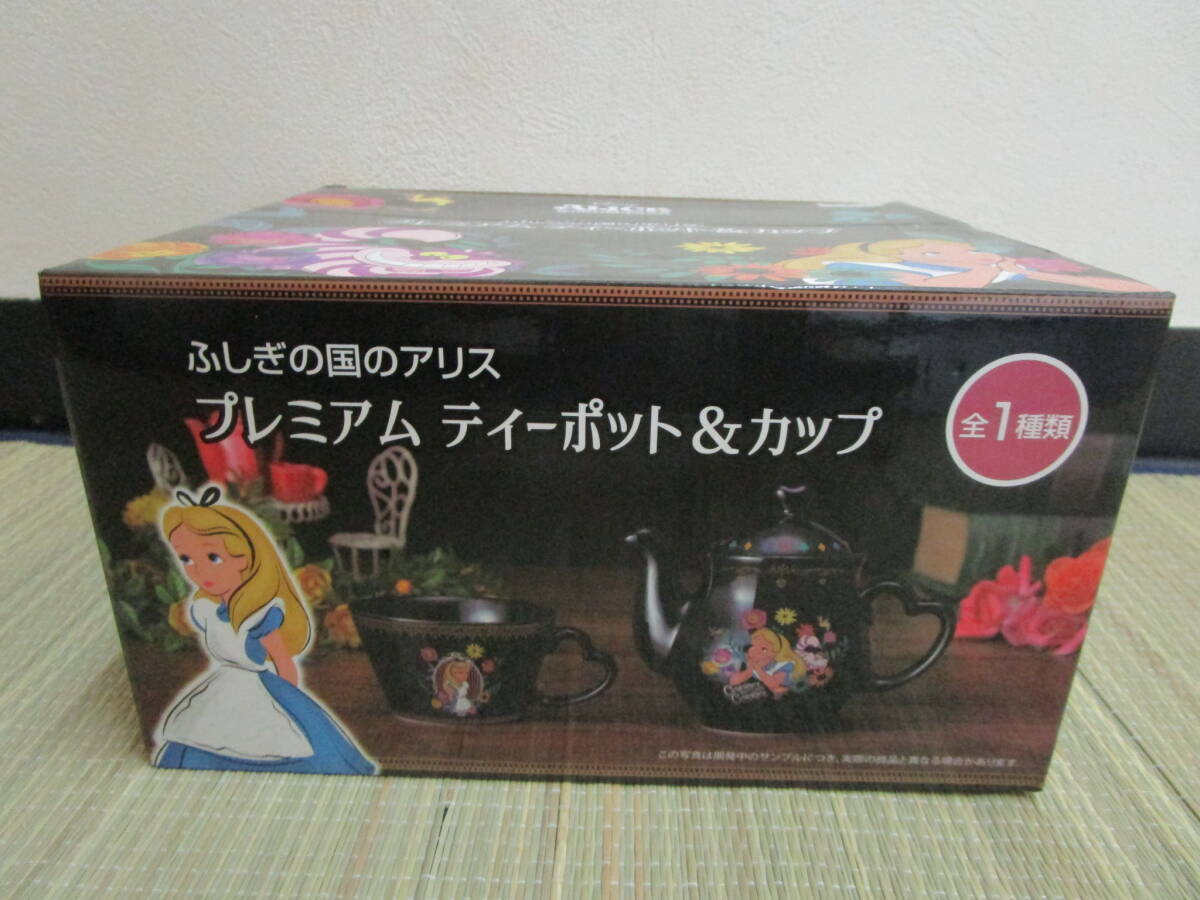 ALICE
ふしぎの国のアリス
プレミアム ティーポット&カップ
全1種類
この写真は開発中のサンプルにつき、実際の商品と異なる場合があります